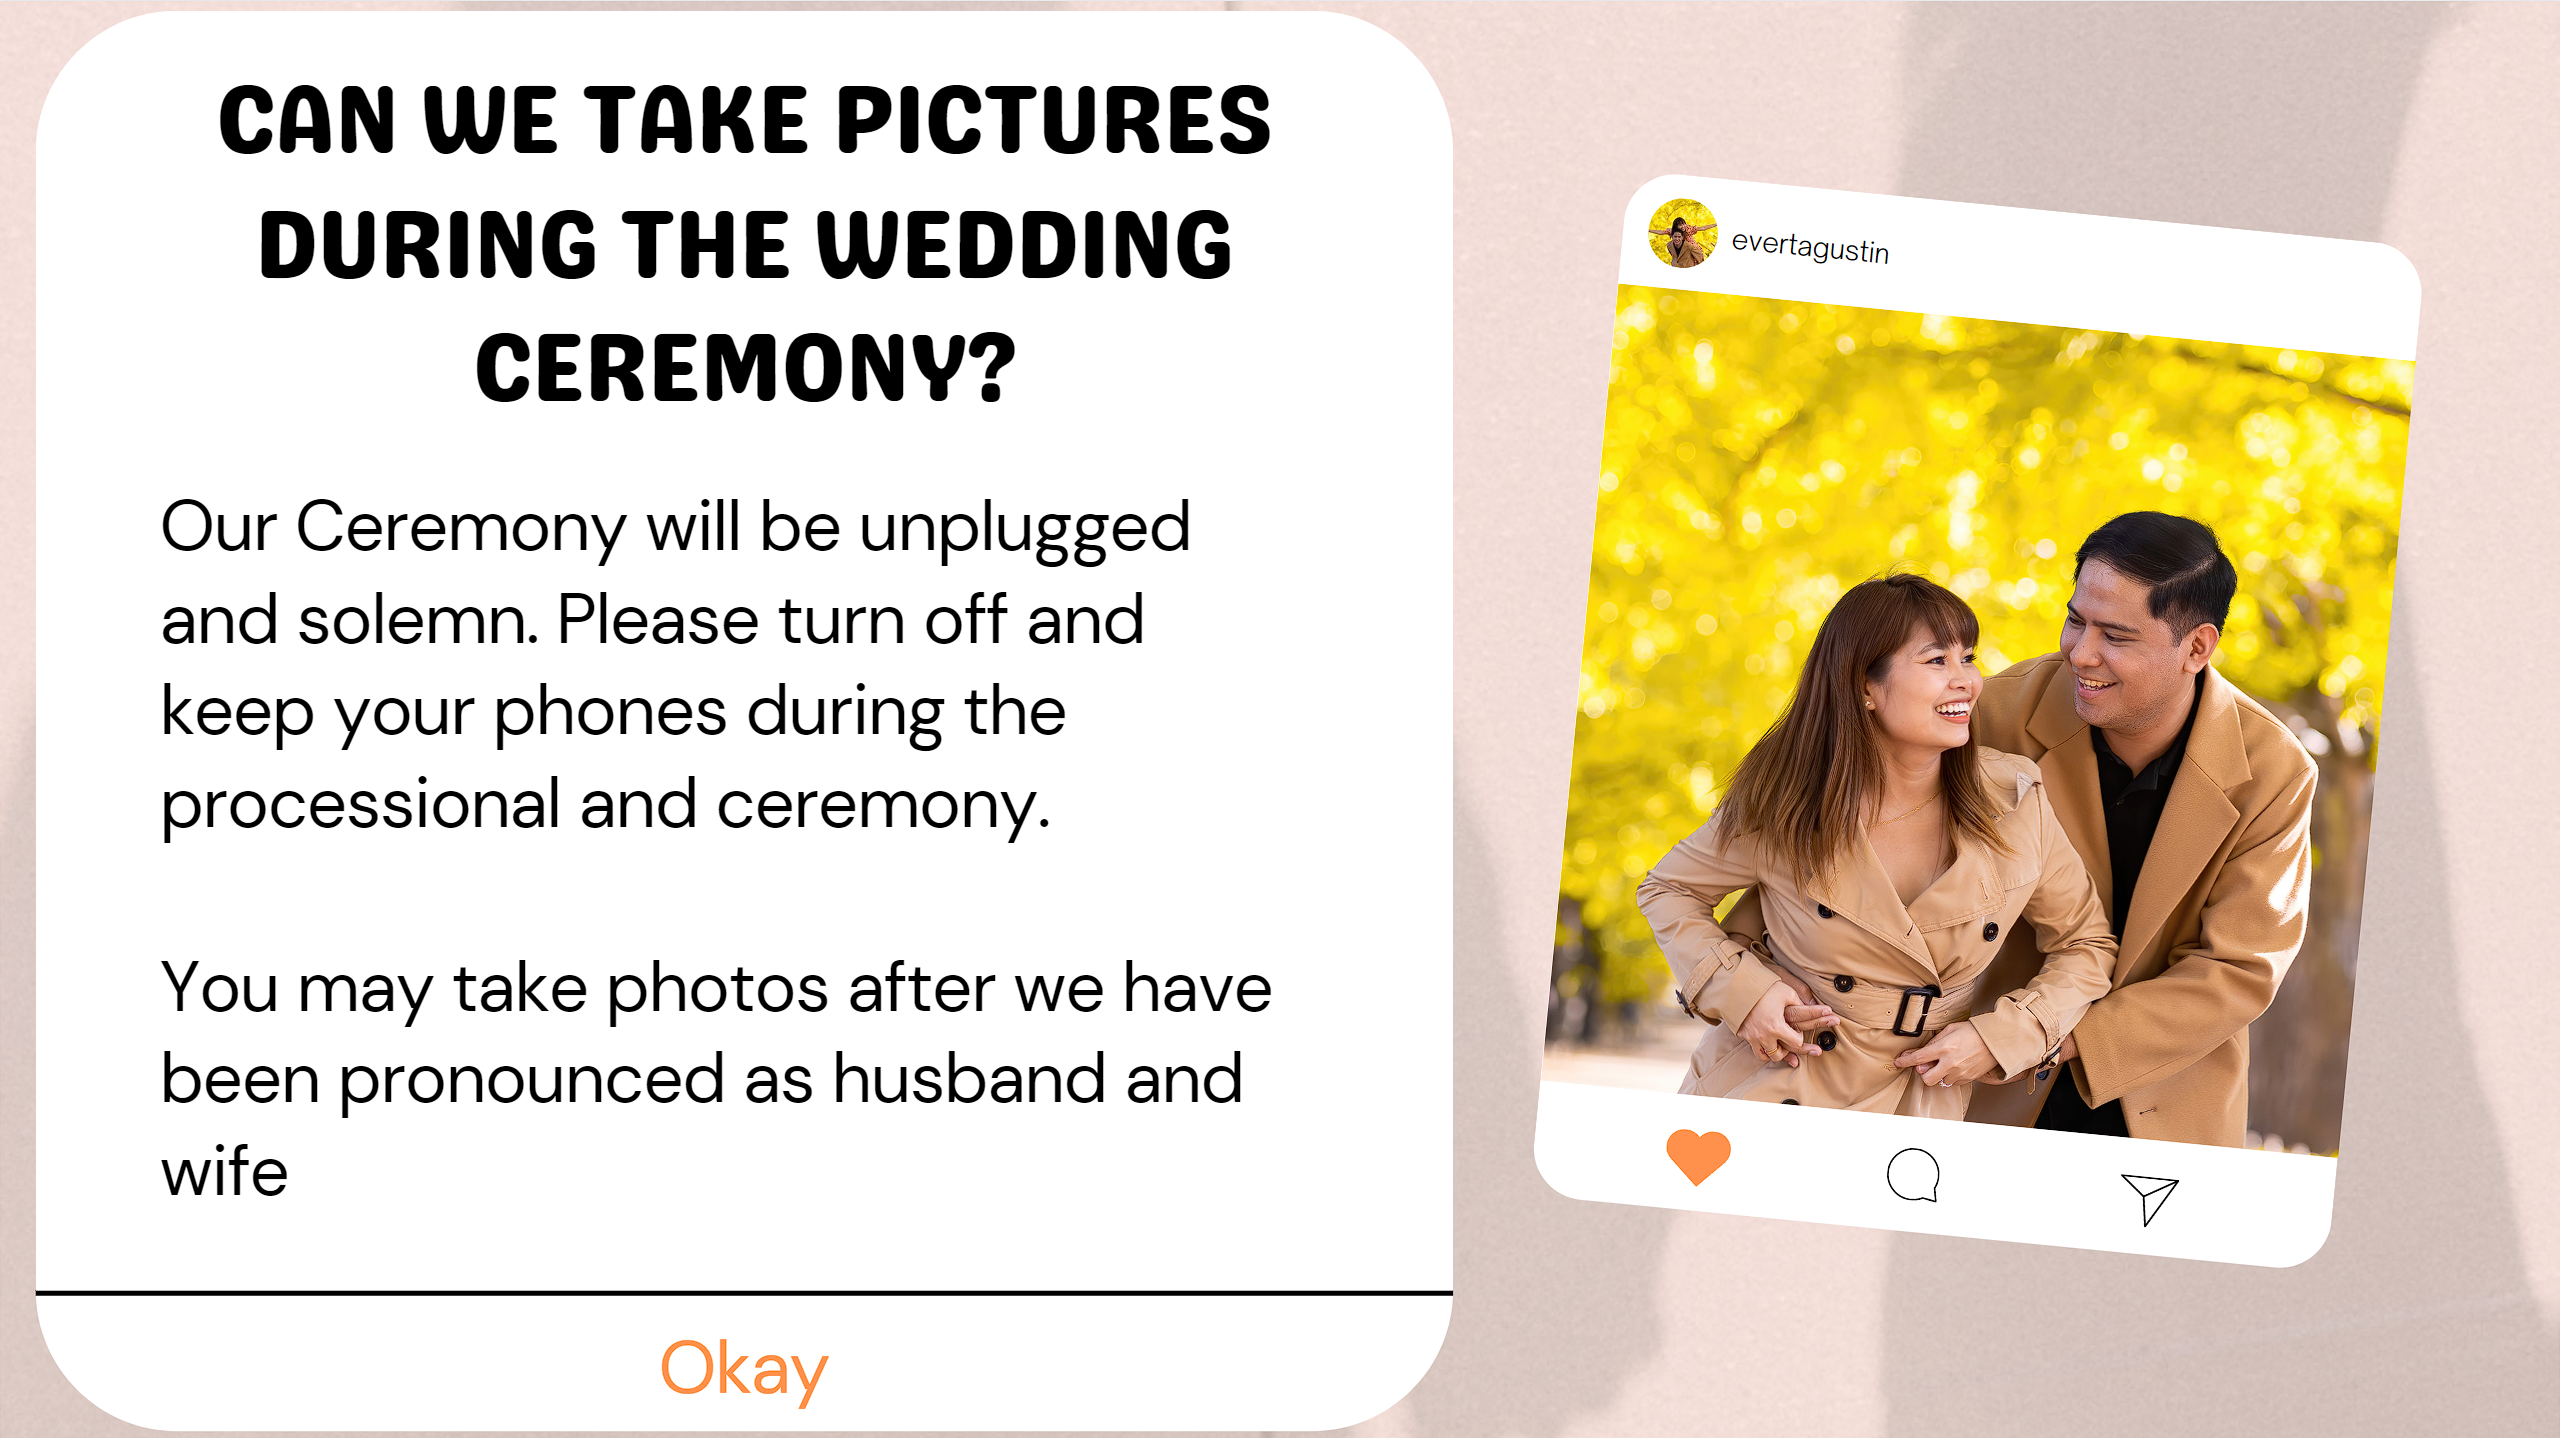 CAN WE TAKE PICTURES
DURING THE WEDDING
CEREMONY?
Our Ceremony will be unplugged
and solemn. Please turn off and
keep your phones during the
processional and ceremony.
You may take photos after we have
been pronounced as husband and
wife
Okay
evertagustin